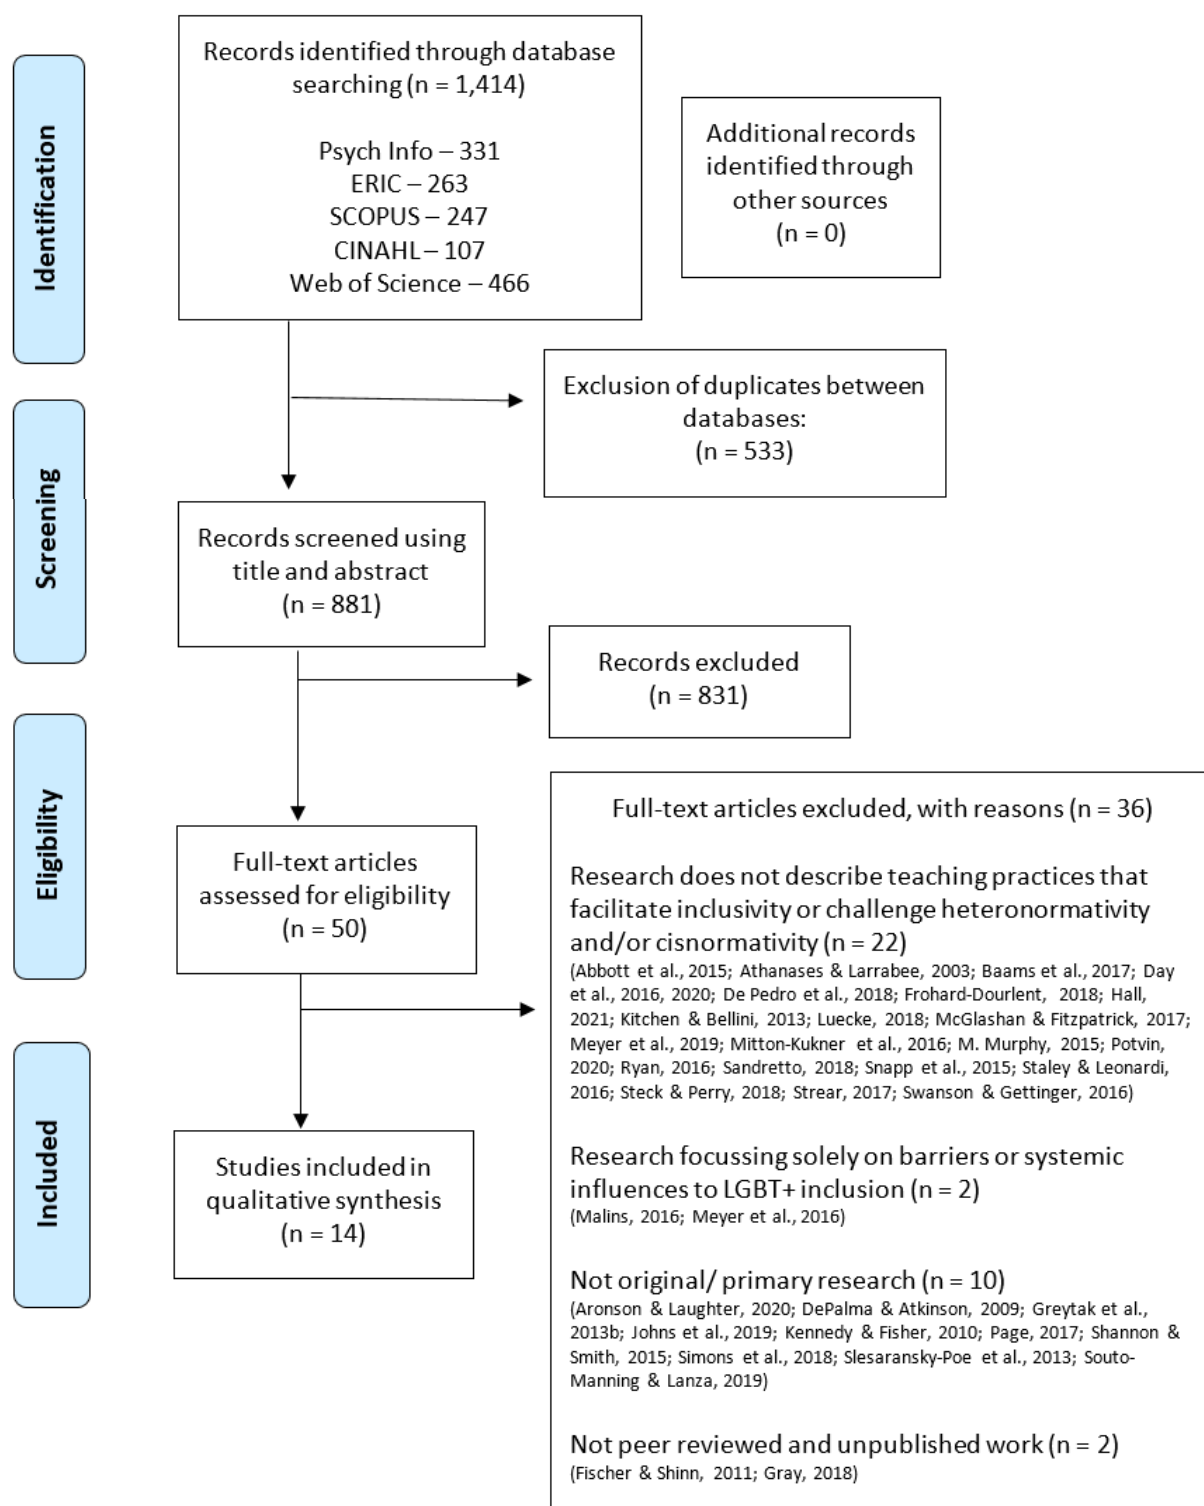 Identification
Records identified through database
searching (n = 1,414)
Psych Info – 331
ERIC – 263
SCOPUS – 247
CINAHL – 107
Web of Science – 466
Additional records
identified through
other sources
(n = 0)
Exclusion of duplicates between
databases:
(n = 533)
Screening
Records screened using
title and abstract
(n = 881)
Records excluded
(n = 831)
Eligibility
Full-text articles
assessed for eligibility
(n = 50)
Full-text articles excluded, with reasons (n = 36)
Research does not describe teaching practices that
facilitate inclusivity or challenge heteronormativity
and/or cisnormativity (n = 22)
(Abbott et al., 2015; Athanases & Larrabee, 2003; Baams et al., 2017; Day
et al., 2016, 2020; De Pedro et al., 2018; Frohard-Dourlent, 2018; Hall,
2021; Kitchen & Bellini, 2013; Luecke, 2018; McGlashan & Fitzpatrick, 2017;
Meyer et al., 2019; Mitton-Kukner et al., 2016; M. Murphy, 2015; Potvin,
2020; Ryan, 2016; Sandretto, 2018; Snapp et al., 2015; Staley & Leonardi,
2016; Steck & Perry, 2018; Strear, 2017; Swanson & Gettinger, 2016)
Research focussing solely on barriers or systemic
influences to LGBT+ inclusion (n = 2)
(Malins, 2016; Meyer et al., 2016)
Not original/ primary research (n = 10)
(Aronson & Laughter, 2020; DePalma & Atkinson, 2009; Greytak et al.,
2013b; Johns et al., 2019; Kennedy & Fisher, 2010; Page, 2017; Shannon &
Smith, 2015; Simons et al., 2018; Slesaransky-Poe et al., 2013; Souto-
Manning & Lanza, 2019)
Not peer reviewed and unpublished work (n = 2)
(Fischer & Shinn, 2011; Gray, 2018)
Included
Studies included in
qualitative synthesis
(n = 14)